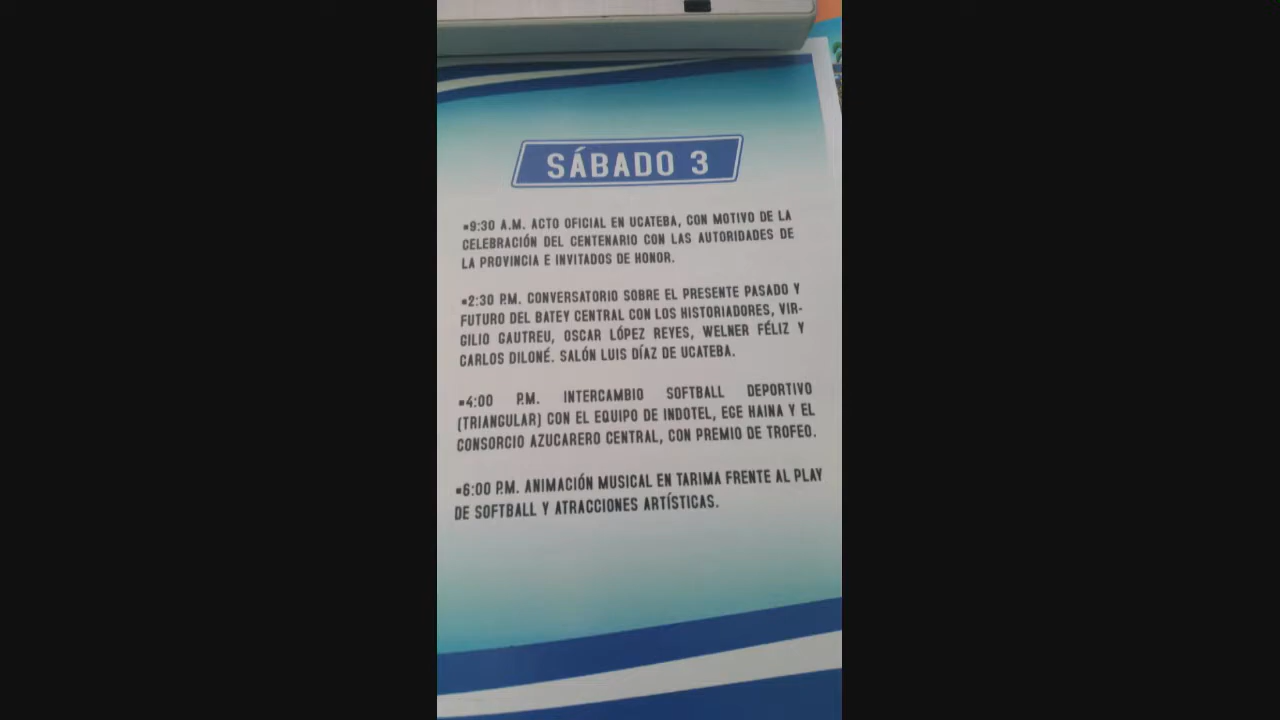 SÁBADO 3
▪9:30 A.M. ACTO OFICIAL EN UCATEBA, CON MOTIVO DE LA
CELEBRACIÓN DEL CENTENARIO CON LAS AUTORIDADES DE
LA PROVINCIA E INVITADOS DE HONOR.
▪2:30 P.M. CONVERSATORIO SOBRE EL PRESENTE PASADO Y
FUTURO DEL BATEY CENTRAL CON LOS HISTORIADORES, VIR-
GILIO GAUTREU, OSCAR LÓPEZ REYES, WELNER FÉLIZ Y
CARLOS DILONÉ. SALÓN LUIS DÍAZ DE UCATEBA.
▪4:00 P.M. INTERCAMBIO SOFTBALL DEPORTIVO
(TRIANGULAR) CON EL EQUIPO DE INDOTEL, EGE HAINA Y EL
CONSORCIO AZUCARERO CENTRAL, CON PREMIO DE TROFEO.
▪6:00 P.M. ANIMACIÓN MUSICAL EN TARIMA FRENTE AL PLAY
DE SOFTBALL Y ATRACCIONES ARTÍSTICAS.